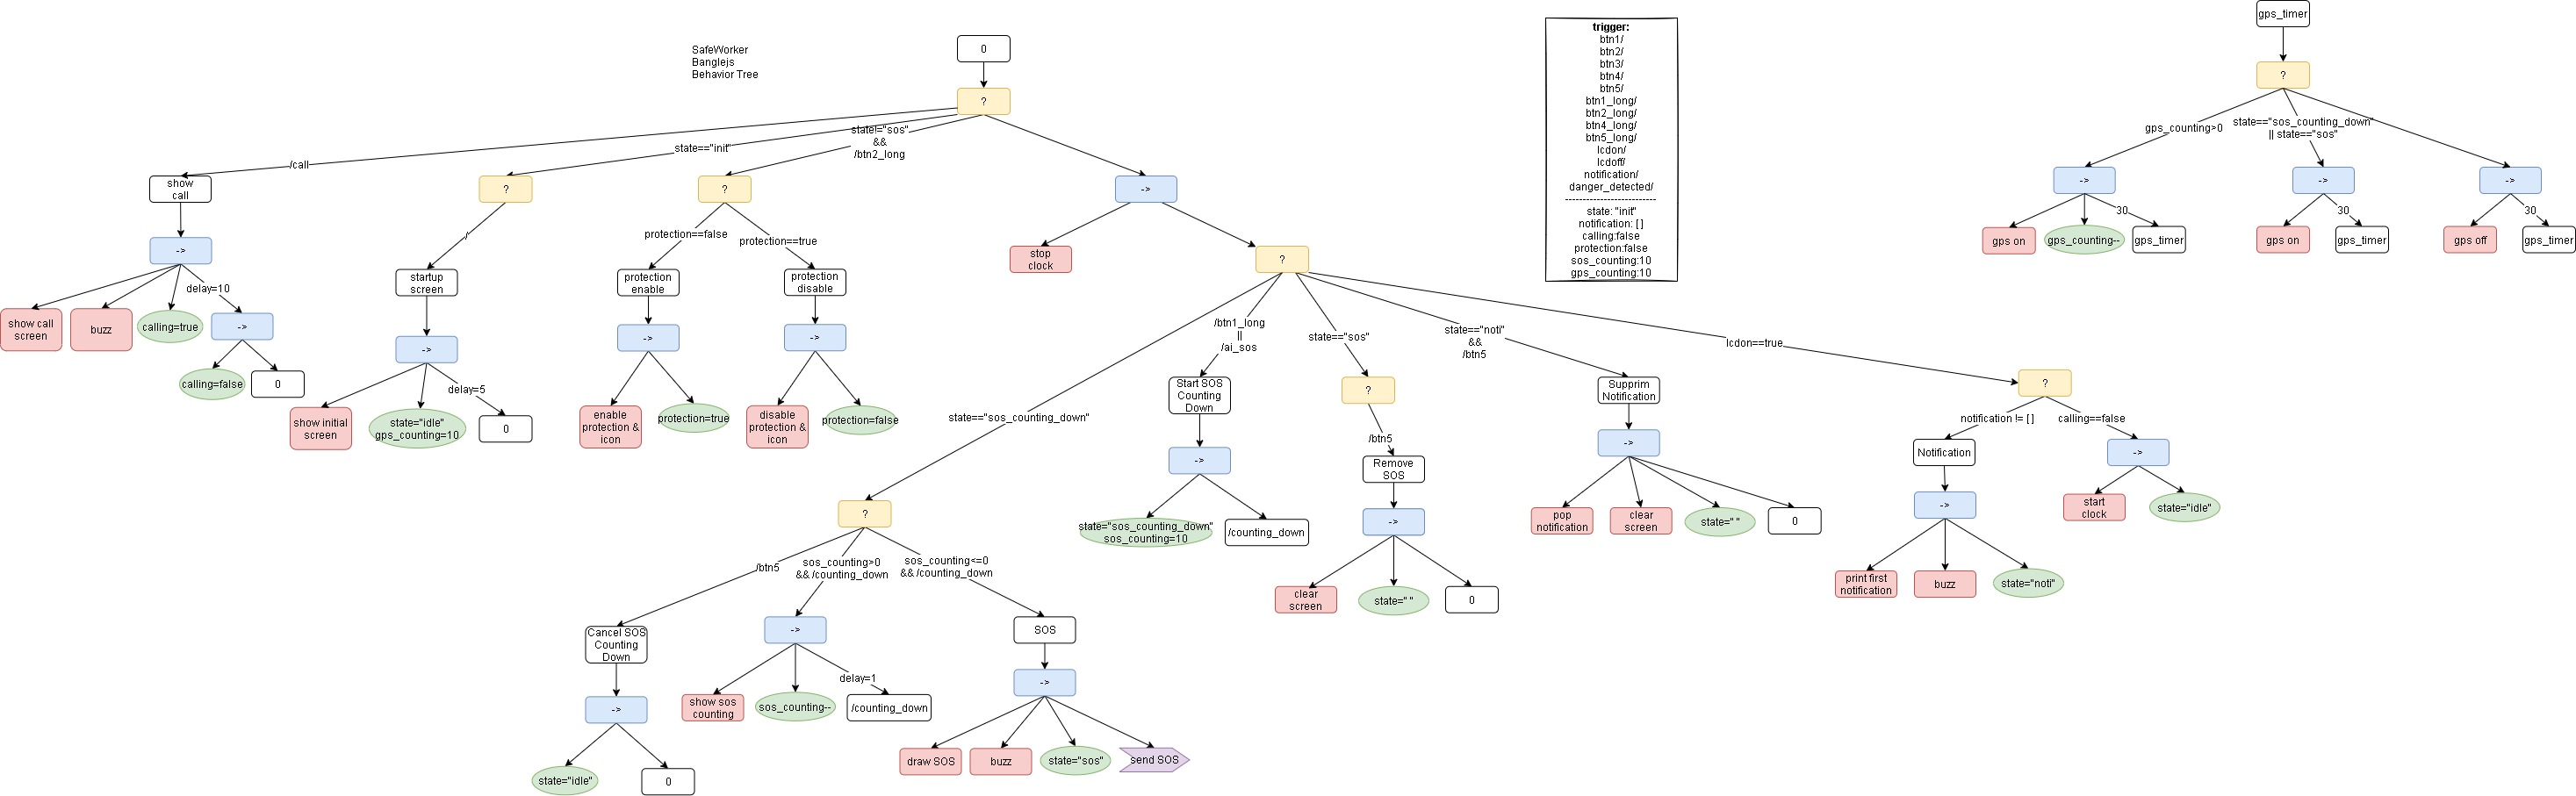 SafeWorker
Banglejs
Behavior Tree
0
?
/call
state=="init"
state!="sos"
&&
/btn2_long
show
call
->
delay=10
show call
screen
buzz
calling=true
->
calling=false
0
?
/
startup
screen
->
delay=5
show initial
screen
state="idle"
gps_counting=10
0
?
protection==false
protection==true
protection
enable
->
enable
protection &
icon
protection=true
protection
disable
->
disable
protection &
icon
protection=false
->
stop
clock
?
state=="sos_counting_down"
/btn1_long
||
/ai_sos
state=="sos"
state=="noti"
&&
/btn5
lcdon==true
?
/btn5
sos_counting>0
&& /counting_down
sos_counting<=0
&& /counting_down
Cancel SOS
Counting
Down
->
state="idle"
0
->
delay=1
show sos
counting
sos_counting--
/counting_down
SOS
->
draw SOS
buzz
state="sos"
send SOS
Start SOS
Counting
Down
->
state="sos_counting_down"
sos_counting=10
/counting_down
?
/btn5
Remove
SOS
->
clear
screen
state=" "
0
Supprim
Notification
->
pop
notification
clear
screen
state=" "
0
?
notification != [ ]
calling==false
Notification
->
print first
notification
buzz
state="noti"
->
start
clock
state="idle"
trigger:
btn1/
btn2/
btn3/
btn4/
btn5/
btn1_long/
btn2_long/
btn4_long/
btn5_long/
lcdon/
lcdoff/
notification/
danger_detected/
--------------------------
state: "init"
notification: [ ]
calling:false
protection:false
sos_counting:10
gps_counting:10
gps_timer
?
gps_counting>0
state=="sos_counting_down"
|| state=="sos"
->
30
gps on
gps_counting--
gps_timer
->
30
gps on
gps_timer
->
30
gps off
gps_timer